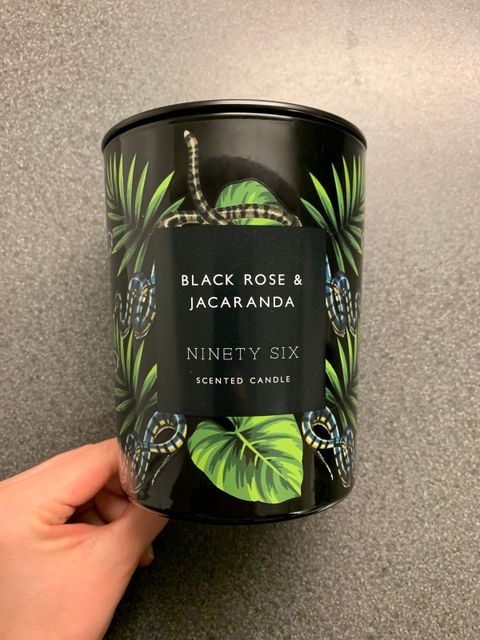 BLACK ROSE &
JACARANDA
NINETY SIX
SCENTED CANDLE